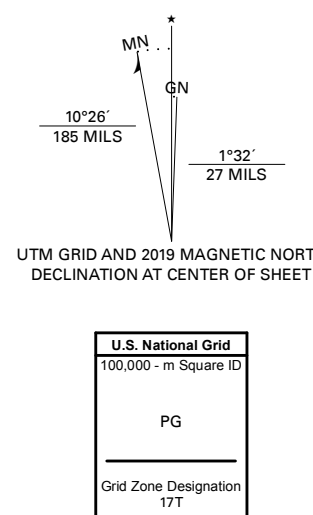 ★
MN
GN
10°26´
185 MILS
1°32´
27 MILS
UTM GRID AND 2019 MAGNETIC NORT
DECLINATION AT CENTER OF SHEET
U.S. National Grid
100,000 - m Square ID
PG
Grid Zone Designation
17T